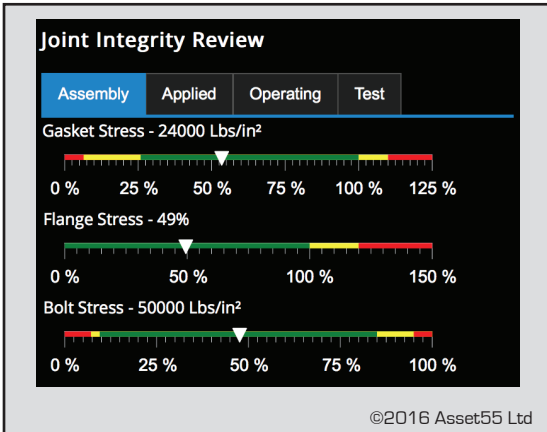 Joint Integrity Review
Assembly Applied Operating Test
Gasket Stress - 24000 Lbs/in²
0 % 25 % 50 % 75 % 100 % 125 %
Flange Stress - 49%
0 % 50 % 100 % 150 %
Bolt Stress - 50000 Lbs/in²
0 % 25 % 50 % 75 % 100 %
©2016 Asset55 Ltd